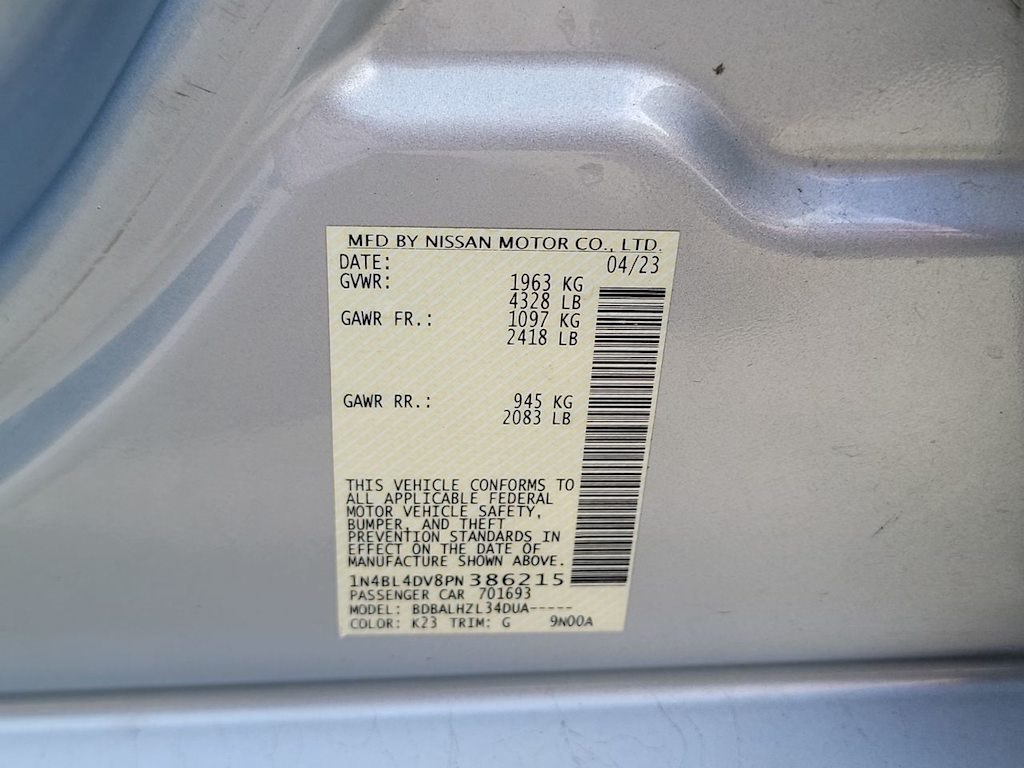 MFD BY NISSAN MOTOR CO., LTD.
DATE: 04/23
GVWR: 1963 KG
4328 LB
GAWR FR.: 1097 KG
2418 LB
GAWR RR.: 945 KG
2083 LB
THIS VEHICLE CONFORMS TO
ALL APPLICABLE FEDERAL
MOTOR VEHICLE SAFETY,
BUMPER, AND THEFT
PREVENTION STANDARDS IN
EFFECT ON THE DATE OF
MANUFACTURE SHOWN ABOVE.
1N4BL4DV8PN386215
PASSENGER CAR 701693
MODEL: BDBALHZL34DUA-----
COLOR: K23 TRIM: G 9N00A